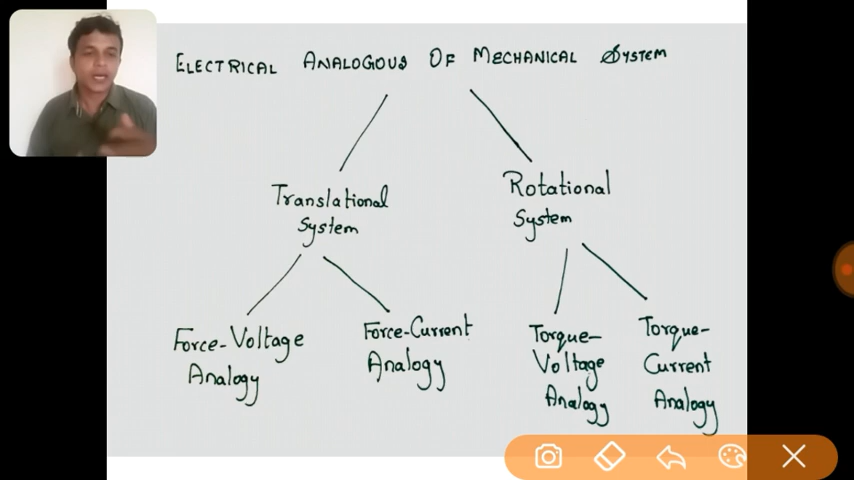 ELECTRICAL ANALOGOUS OF MECHANICAL SYSTEM
Translational
System
Rotational
System
Force-Voltage
Analogy
Force-Current
Analogy
Torque-
Voltage
Analogy
Torque-
Current
Analogy